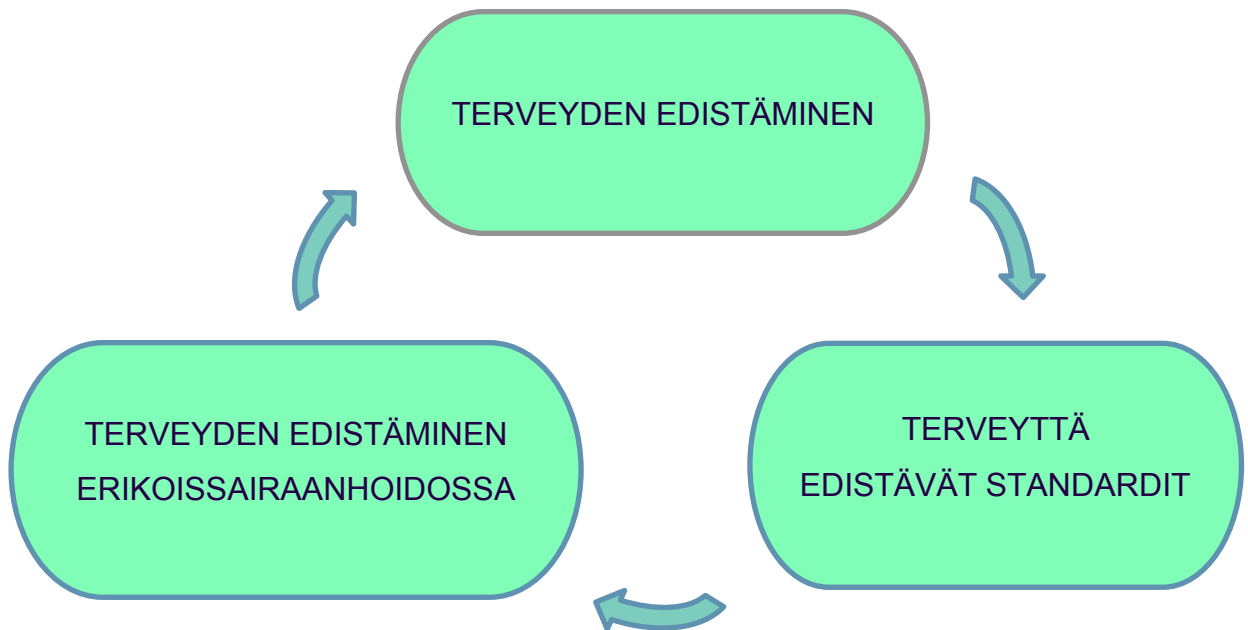 TERVEYDEN EDISTÄMINEN
TERVEYTTÄ
EDISTÄVÄT STANDARDIT
TERVEYDEN EDISTÄMINEN
ERIKOISSAIRAANHOIDOSSA